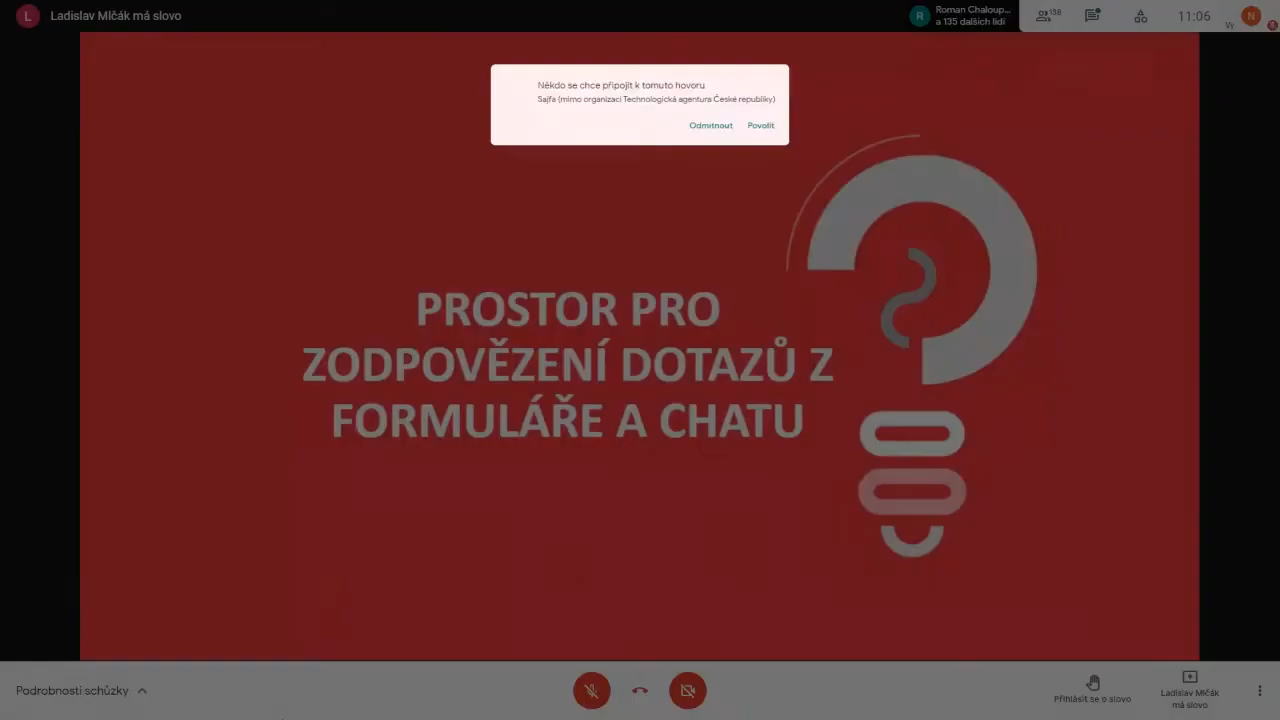 L Ladislav Mlčák má slovo
R Roman Chaloup...
a 135 dalších lidí
138
11:06
Vy
N
Někdo se chce připojit k tomuto hovoru
Sajfa (mimo organizaci Technologická agentura České republiky)
Odmítnout Povolit
PROSTOR PRO
ZODPOVĚZENÍ DOTAZŮ Z
FORMULÁŘE A CHATU
Podrobnosti schůzky
Přihlásit se o slovo
Ladislav Mlčák
má slovo